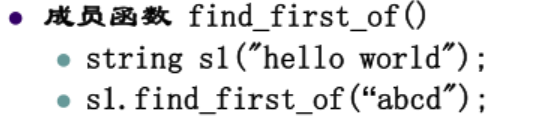 • 成员函数 find_first_of()
• string s1("hello world");
• s1.find_first_of(“abcd");